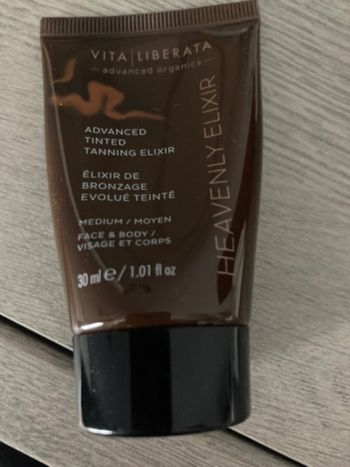 VITA | LIBERATA
— advanced organics —
ADVANCED
TINTED
TANNING ELIXIR
ÉLIXIR DE
BRONZAGE
EVOLUÉ TEINTÉ
MEDIUM / MOYEN
FACE & BODY /
VISAGE ET CORPS
30 ml e / 1.01 fl oz
HEAVENLY ELIXIR